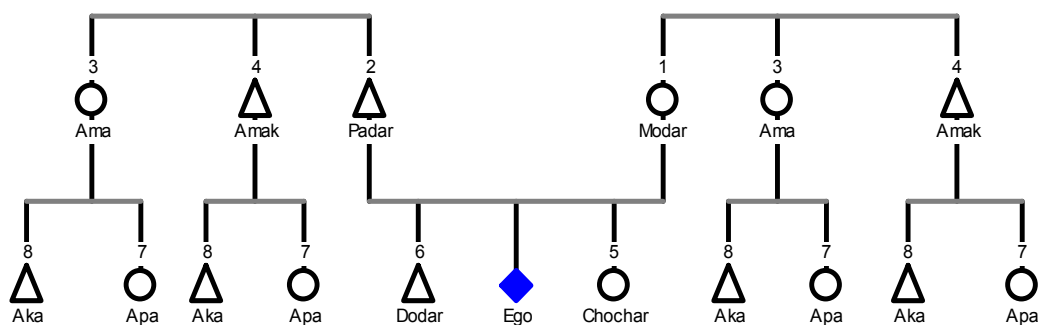 3 4 2 1 3 4
Ama Amak Padar Modar Ama Amak
8 7 8 7 6 5 8 7 8 7
Aka Apa Aka Apa Dodar Ego Chochar Aka Apa Aka Apa